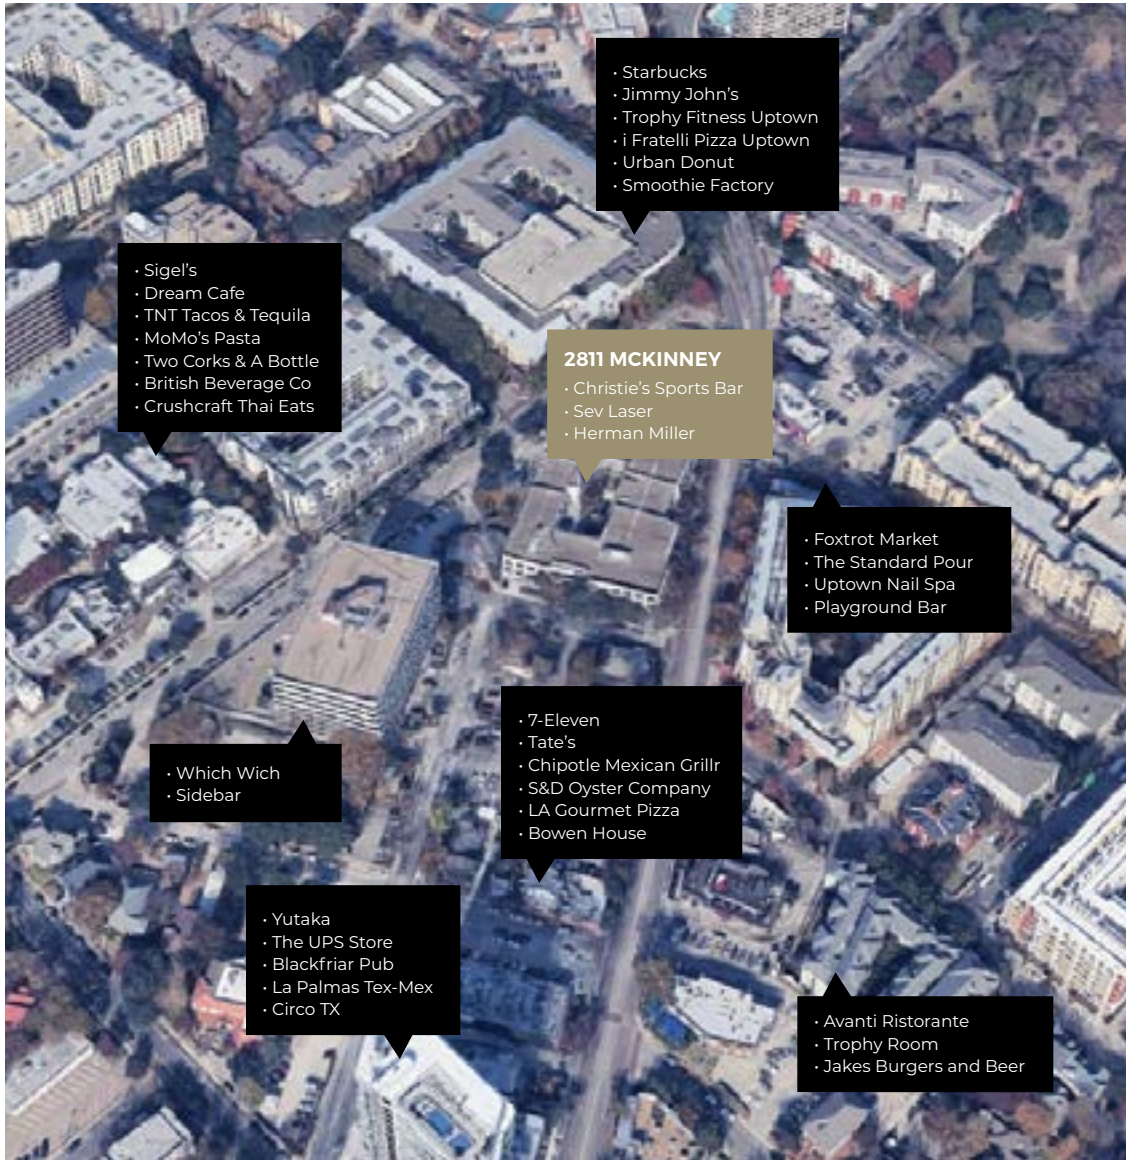 • Starbucks
• Jimmy John's
• Trophy Fitness Uptown
• i Fratelli Pizza Uptown
• Urban Donut
• Smoothie Factory
• Sigel's
• Dream Cafe
• TNT Tacos & Tequila
• MoMo's Pasta
• Two Corks & A Bottle
• British Beverage Co
• Crushcraft Thai Eats
2811 MCKINNEY
• Christie's Sports Bar
• Sev Laser
• Herman Miller
• Foxtrot Market
• The Standard Pour
• Uptown Nail Spa
• Playground Bar
• 7-Eleven
• Tate's
• Chipotle Mexican Grillr
• S&D Oyster Company
• LA Gourmet Pizza
• Bowen House
• Which Wich
• Sidebar
• Yutaka
• The UPS Store
• Blackfriar Pub
• La Palmas Tex-Mex
• Circo TX
• Avanti Ristorante
• Trophy Room
• Jakes Burgers and Beer